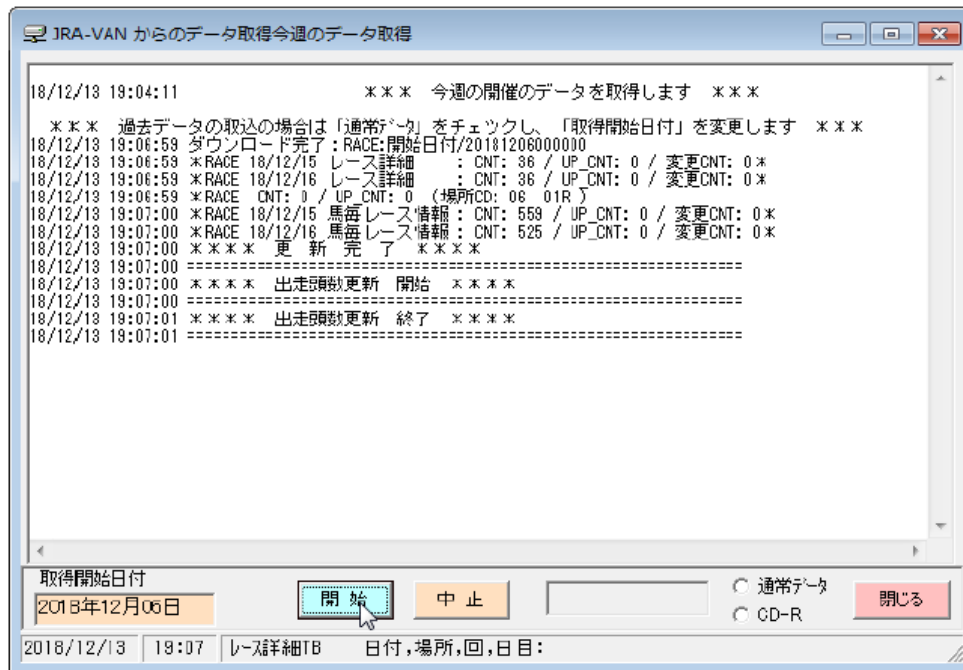 JRA-VAN からのデータ取得今週のデータ取得
18/12/13 19:04:11 *** 今週の開催のデータを取得します ***
*** 過去データの取込の場合は「通常ﾃﾞｰﾀ」をチェックし、「取得開始日付」を変更します ***
18/12/13 19:06:59 ダウンロード完了:RACE:開始日付/20181206000000
18/12/13 19:06:59 *RACE 18/12/15 レース詳細 : CNT: 36 / UP_CNT: 0 / 変更CNT: 0*
18/12/13 19:06:59 *RACE 18/12/16 レース詳細 : CNT: 36 / UP_CNT: 0 / 変更CNT: 0*
18/12/13 19:06:59 *RACE CNT: 0 / UP_CNT: 0 (場所CD: 06 01R )
18/12/13 19:07:00 *RACE 18/12/15 馬毎レース情報: CNT: 559 / UP_CNT: 0 / 変更CNT: 0*
18/12/13 19:07:00 *RACE 18/12/16 馬毎レース情報: CNT: 525 / UP_CNT: 0 / 変更CNT: 0*
18/12/13 19:07:00 **** 更 新 完 了 ****
18/12/13 19:07:00 ==============================================================
18/12/13 19:07:00 **** 出走頭数更新 開始 ****
18/12/13 19:07:00 ==============================================================
18/12/13 19:07:01 **** 出走頭数更新 終了 ****
18/12/13 19:07:01 ==============================================================
取得開始日付
2018年12月06日
開 始
中 止
通常ﾃﾞｰﾀ
CD-R
閉じる
2018/12/13 19:07 ﾚｰｽ詳細TB 日付,場所,回,日目: